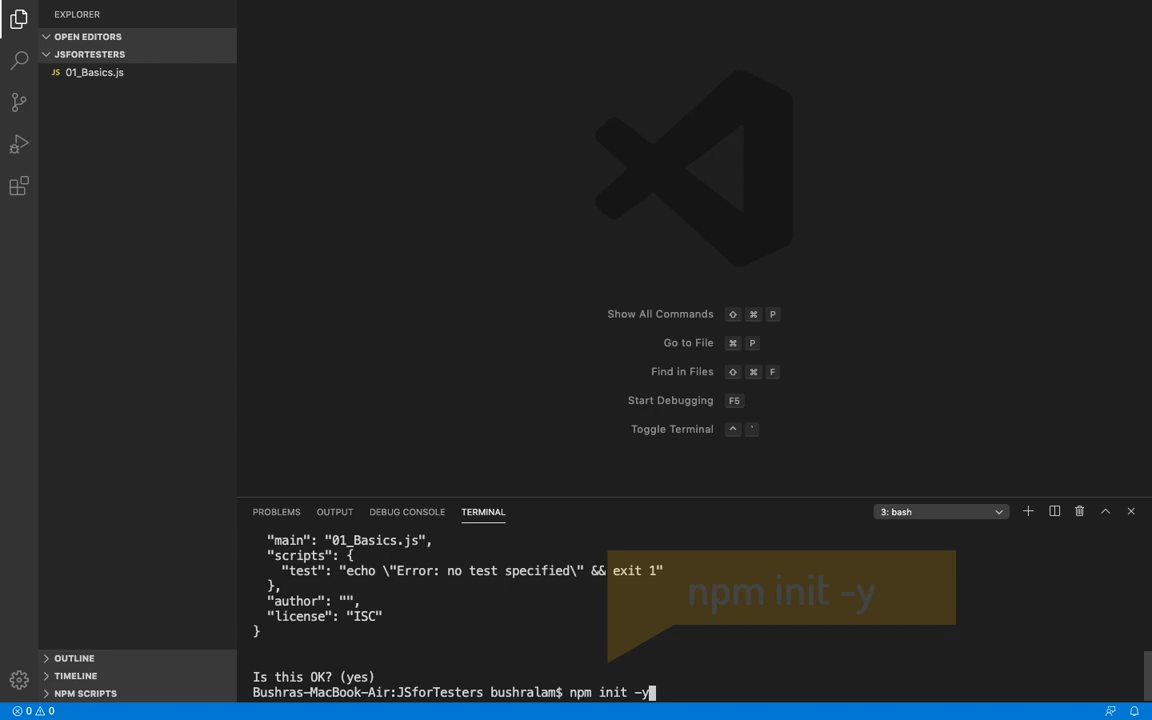 EXPLORER
OPEN EDITORS
JSFORTESTERS
JS 01_Basics.js
Show All Commands ⇧ ⌘ P
Go to File ⌘ P
Find in Files ⇧ ⌘ F
Start Debugging F5
Toggle Terminal ^ `
PROBLEMS OUTPUT DEBUG CONSOLE TERMINAL 3: bash
"main": "01_Basics.js",
"scripts": {
"test": "echo \"Error: no test specified\" && exit 1"
},
"author": "",
"license": "ISC"
}
npm init -y
Is this OK? (yes)
Bushras-MacBook-Air:JSforTesters bushralam$ npm init -y
OUTLINE
TIMELINE
NPM SCRIPTS
0 0